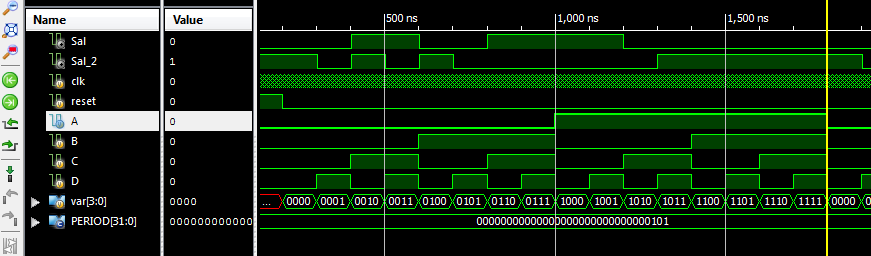 Name Value 500 ns 1,000 ns 1,500 ns
Sal 0
Sal_2 1
clk 0
reset 0
A 0
B 0
C 0
D 0
var[3:0] 0000 ... 0000 0001 0010 0011 0100 0101 0110 0111 1000 1001 1010 1011 1100 1101 1110 1111 0000
PERIOD[31:0] 000000000000 00000000000000000000000000000101